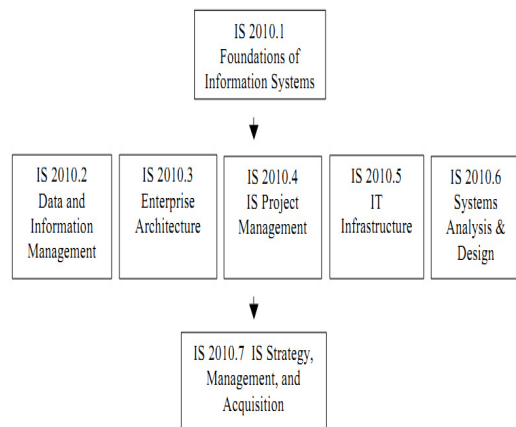 IS 2010.1
Foundations of
Information Systems
IS 2010.2
Data and
Information
Management
IS 2010.3
Enterprise
Architecture
IS 2010.4
IS Project
Management
IS 2010.5
IT
Infrastructure
IS 2010.6
Systems
Analysis &
Design
IS 2010.7 IS Strategy,
Management, and
Acquisition